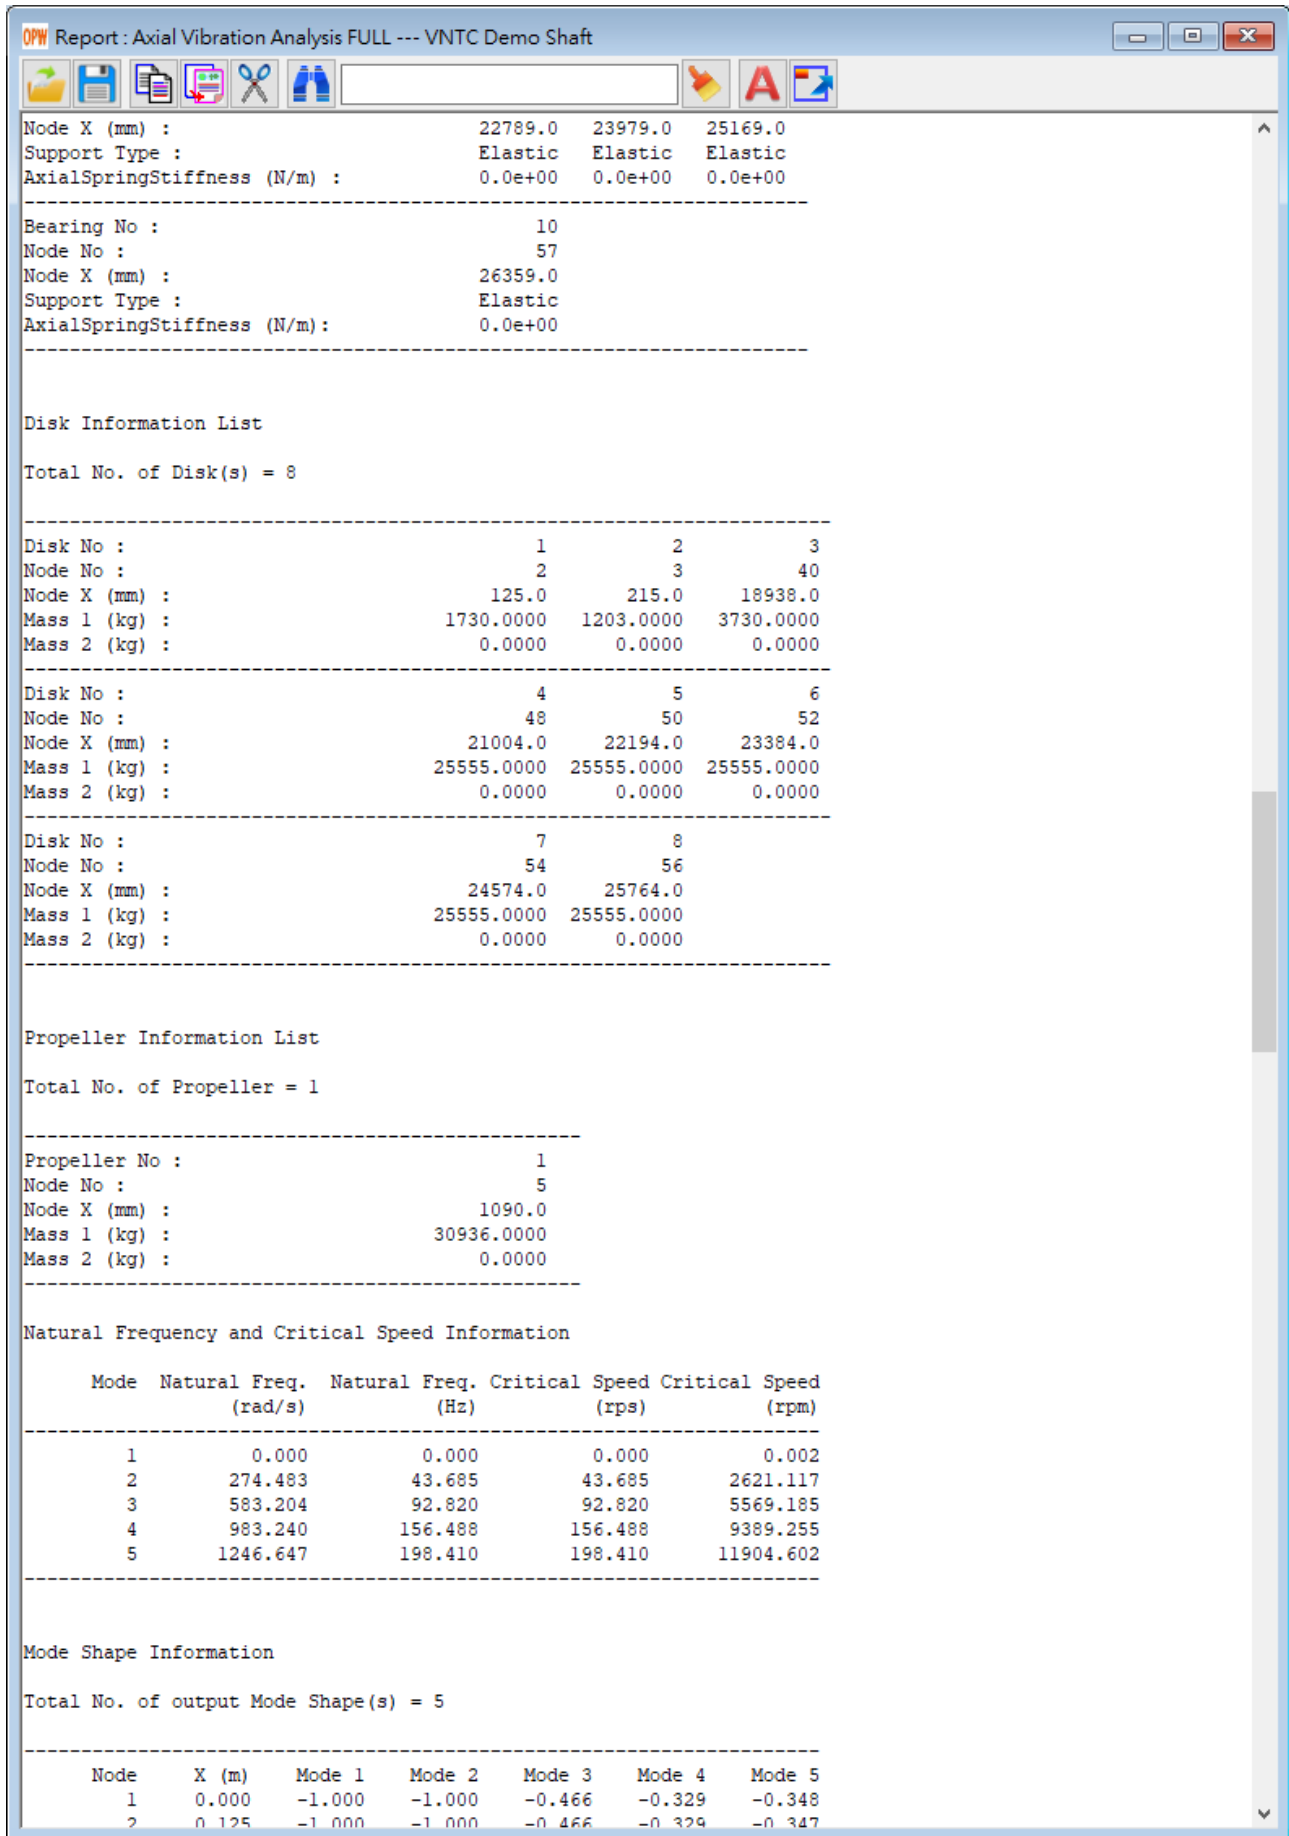 OPW Report : Axial Vibration Analysis FULL --- VNTC Demo Shaft
A
Node X (mm) : 22789.0 23979.0 25169.0
Support Type : Elastic Elastic Elastic
AxialSpringStiffness (N/m) : 0.0e+00 0.0e+00 0.0e+00
---------------------------------------------------------------------
Bearing No : 10
Node No : 57
Node X (mm) : 26359.0
Support Type : Elastic
AxialSpringStiffness (N/m): 0.0e+00
---------------------------------------------------------------------
Disk Information List
Total No. of Disk(s) = 8
-----------------------------------------------------------------------
Disk No : 1 2 3
Node No : 2 3 40
Node X (mm) : 125.0 215.0 18938.0
Mass 1 (kg) : 1730.0000 1203.0000 3730.0000
Mass 2 (kg) : 0.0000 0.0000 0.0000
-----------------------------------------------------------------------
Disk No : 4 5 6
Node No : 48 50 52
Node X (mm) : 21004.0 22194.0 23384.0
Mass 1 (kg) : 25555.0000 25555.0000 25555.0000
Mass 2 (kg) : 0.0000 0.0000 0.0000
-----------------------------------------------------------------------
Disk No : 7 8
Node No : 54 56
Node X (mm) : 24574.0 25764.0
Mass 1 (kg) : 25555.0000 25555.0000
Mass 2 (kg) : 0.0000 0.0000
-----------------------------------------------------------------------
Propeller Information List
Total No. of Propeller = 1
-------------------------------------------------
Propeller No : 1
Node No : 5
Node X (mm) : 1090.0
Mass 1 (kg) : 30936.0000
Mass 2 (kg) : 0.0000
-------------------------------------------------
Natural Frequency and Critical Speed Information
Mode Natural Freq. Natural Freq. Critical Speed Critical Speed
(rad/s) (Hz) (rps) (rpm)
----------------------------------------------------------------------
1 0.000 0.000 0.000 0.002
2 274.483 43.685 43.685 2621.117
3 583.204 92.820 92.820 5569.185
4 983.240 156.488 156.488 9389.255
5 1246.647 198.410 198.410 11904.602
----------------------------------------------------------------------
Mode Shape Information
Total No. of output Mode Shape(s) = 5
----------------------------------------------------------------------
Node X (m) Mode 1 Mode 2 Mode 3 Mode 4 Mode 5
1 0.000 -1.000 -1.000 -0.466 -0.329 -0.348
2 0.125 -1.000 -1.000 -0.466 -0.329 -0.347